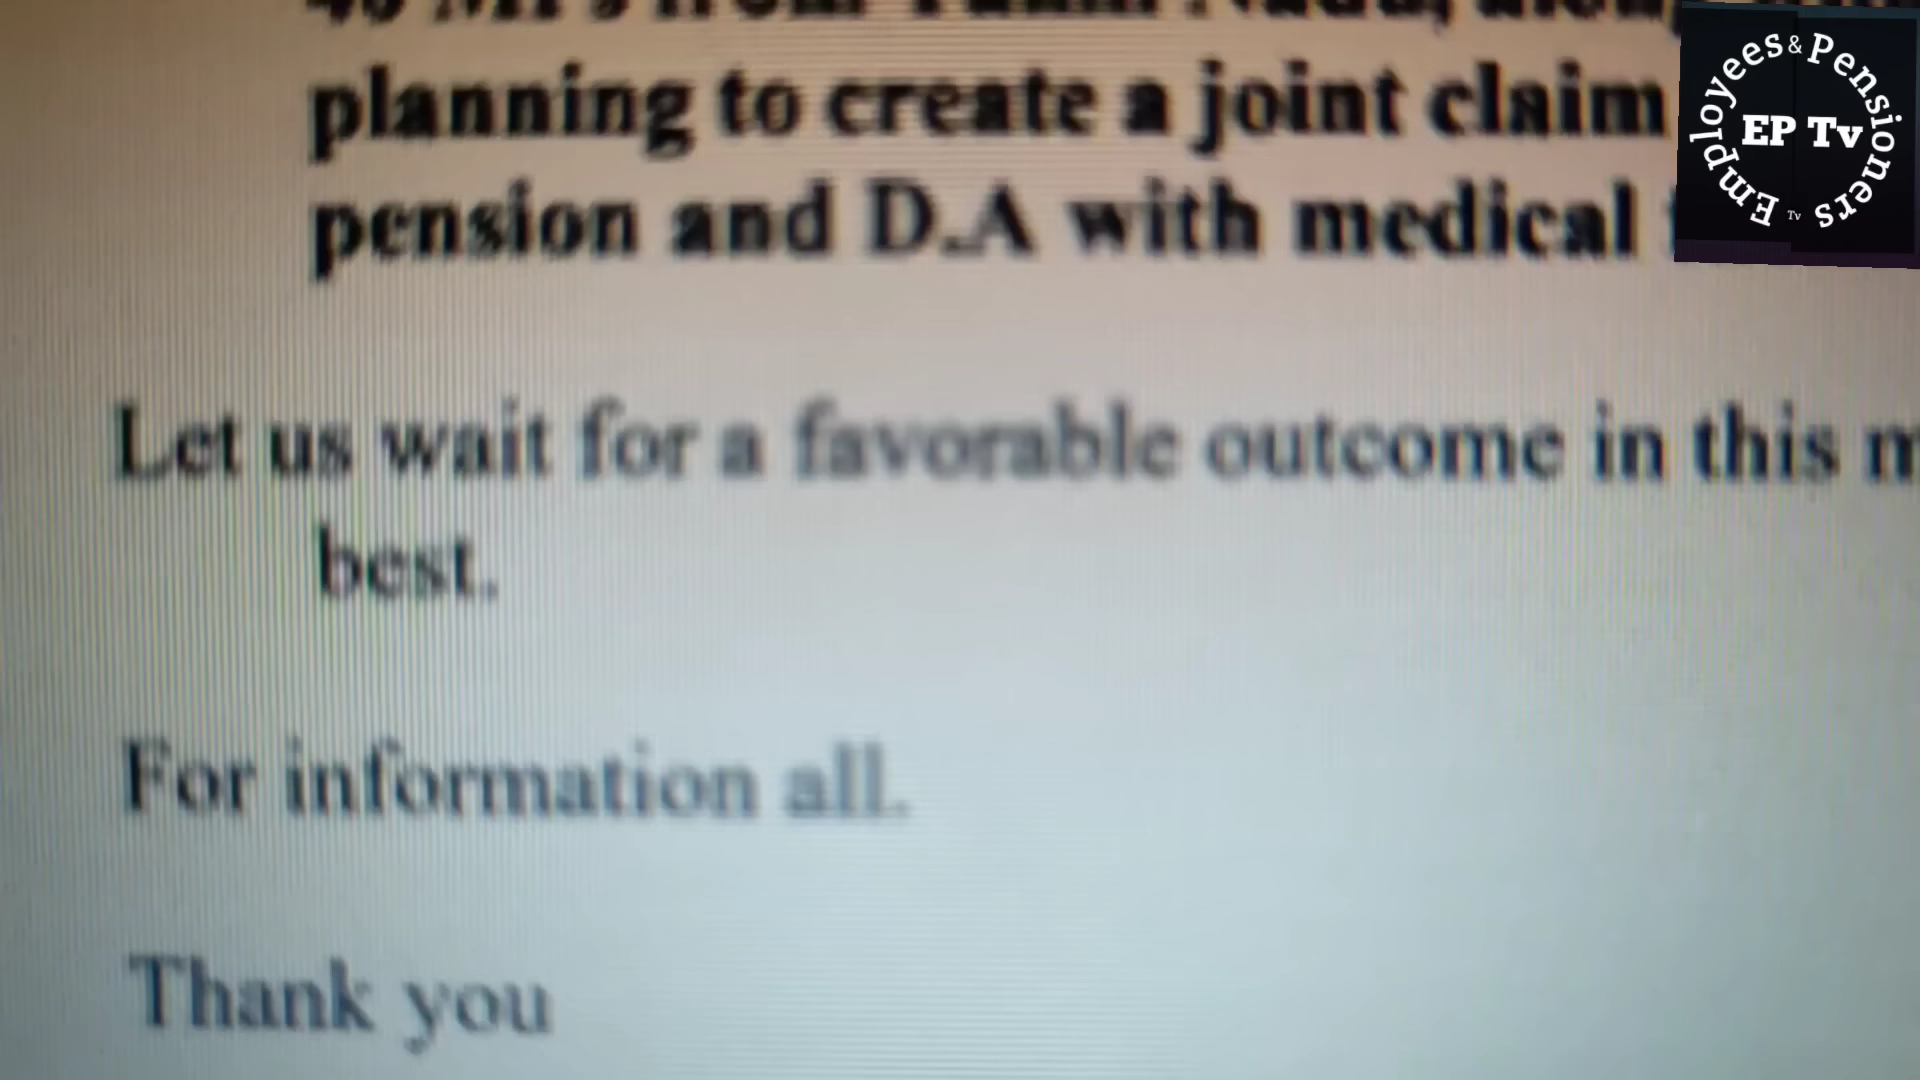 planning to create a joint claim
pension and D.A with medical
Let us wait for a favorable outcome in this
best.
For information all.
Thank you
Employees & Pensioners
EP Tv
Tv